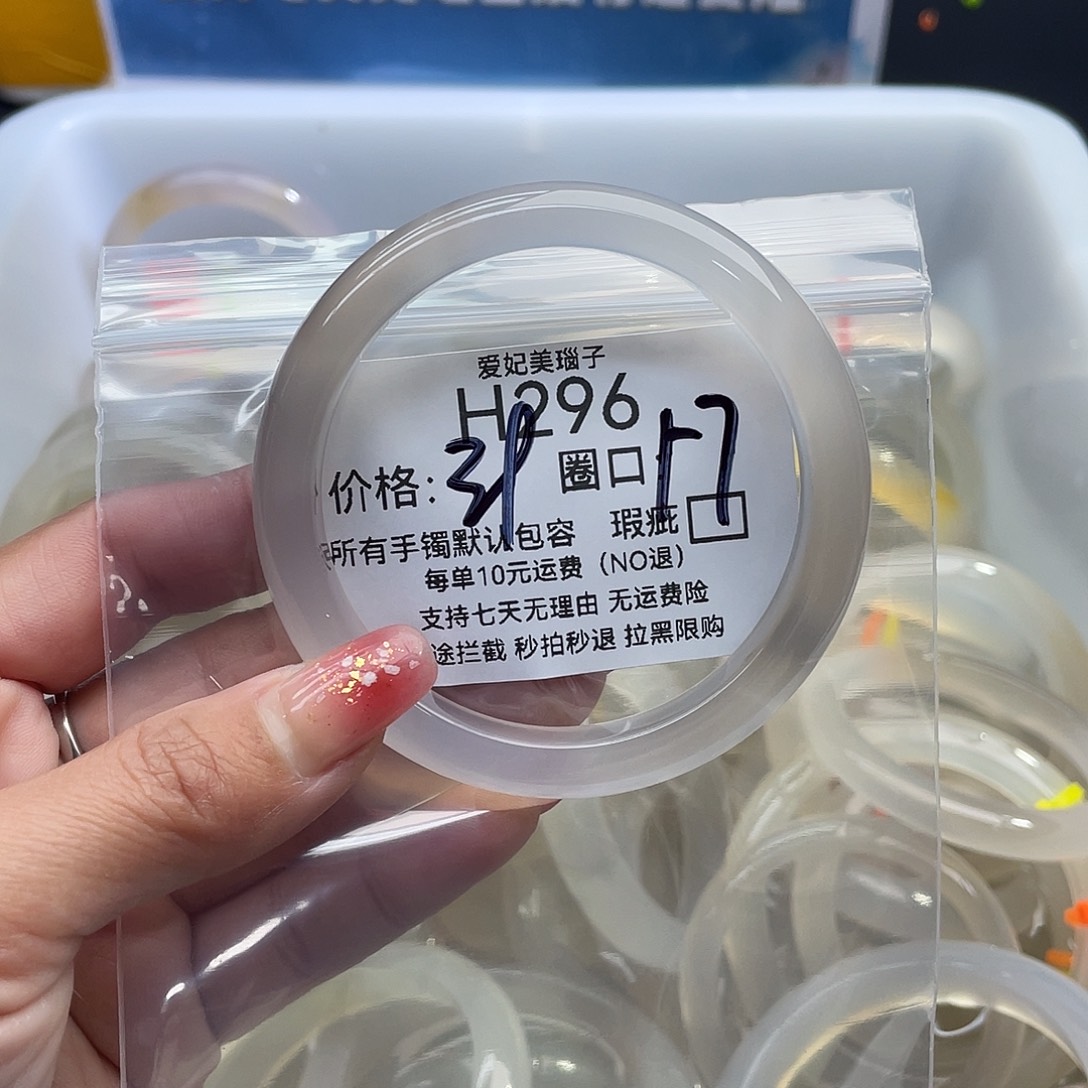 爱妃美瑙子
H296
价格: 39 圈口 57
所有手镯默认包容 瑕疵
每单10元运费（NO退）
支持七天无理由 无运费险
途拦截 秒拍秒退 拉黑限购